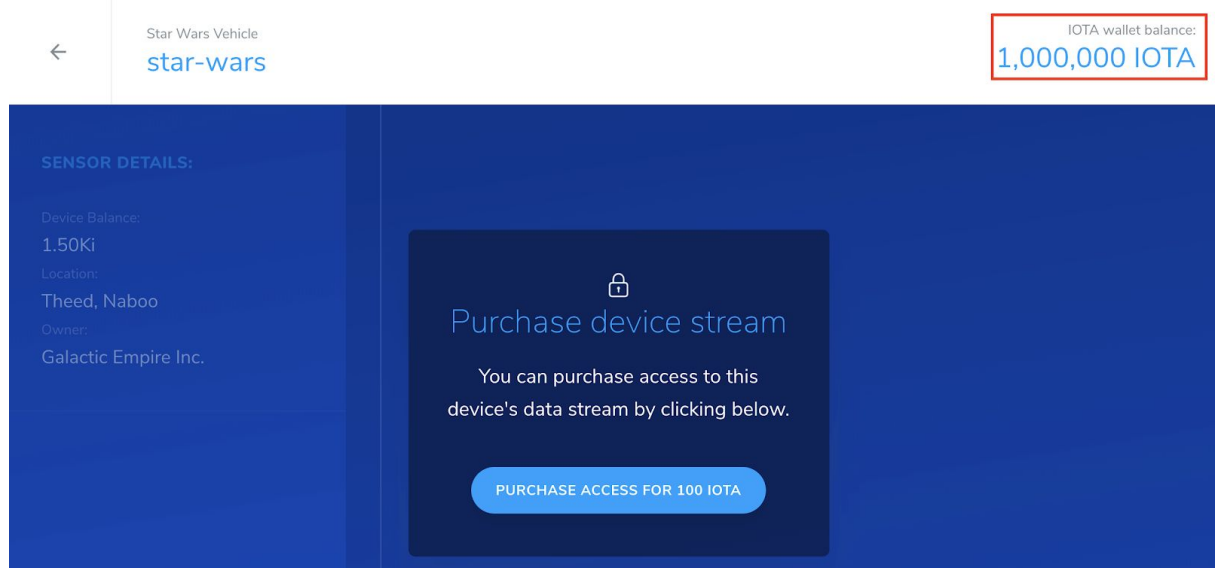 Star Wars Vehicle
star-wars
IOTA wallet balance:
1,000,000 IOTA
SENSOR DETAILS:
Device Balance:
1.50Ki
Location:
Theed, Naboo
Owner:
Galactic Empire Inc.
Purchase device stream
You can purchase access to this
device's data stream by clicking below.
PURCHASE ACCESS FOR 100 IOTA